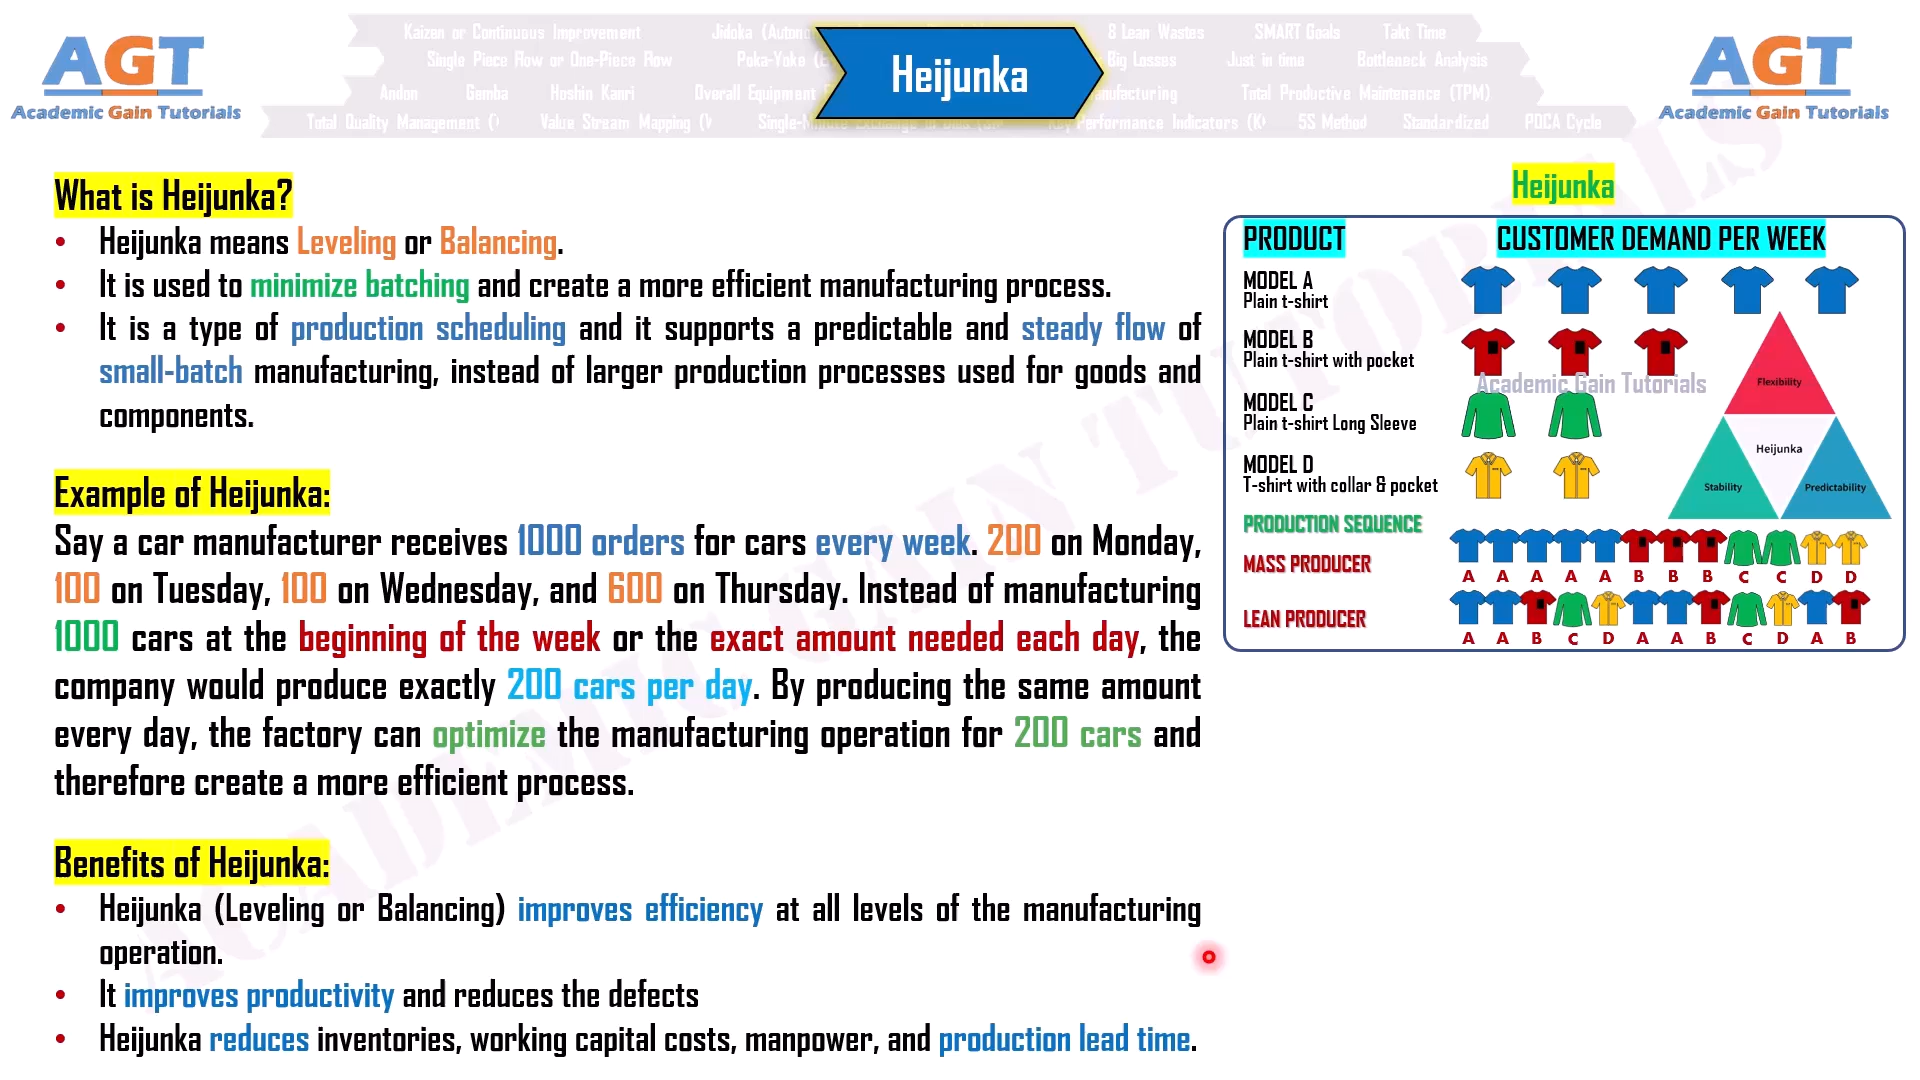 Kaizen or Continuous Improvement
8 Lean Wastes
SMART Goals
Takt Time
Single Piece Flow or One-Piece Flow
Big Losses
Just in time
Bottleneck Analysis
Andon
Gemba
Hoshin Kanri
Overall Equipment
Total Productive Maintenance (TPM)
Total Quality Management (
Value Stream Mapping (V
Performance Indicators (K
5S Method
Standardized
PDCA Cycle
AGT
Academic Gain Tutorials
Heijunka
AGT
Academic Gain Tutorials
What is Heijunka?
• Heijunka means Leveling or Balancing.
• It is used to minimize batching and create a more efficient manufacturing process.
• It is a type of production scheduling and it supports a predictable and steady flow of
small-batch manufacturing, instead of larger production processes used for goods and
components.
Example of Heijunka:
Say a car manufacturer receives 1000 orders for cars every week. 200 on Monday,
100 on Tuesday, 100 on Wednesday, and 600 on Thursday. Instead of manufacturing
1000 cars at the beginning of the week or the exact amount needed each day, the
company would produce exactly 200 cars per day. By producing the same amount
every day, the factory can optimize the manufacturing operation for 200 cars and
therefore create a more efficient process.
Benefits of Heijunka:
• Heijunka (Leveling or Balancing) improves efficiency at all levels of the manufacturing
operation.
• It improves productivity and reduces the defects
• Heijunka reduces inventories, working capital costs, manpower, and production lead time.
Heijunka
PRODUCT CUSTOMER DEMAND PER WEEK
MODEL A
Plain t-shirt
MODEL B
Plain t-shirt with pocket
Academic Gain Tutorials
MODEL C
Plain t-shirt Long Sleeve
MODEL D
T-shirt with collar & pocket
Flexibility
Heijunka
Stability
Predictability
PRODUCTION SEQUENCE
MASS PRODUCER
A A A A A B B B C C D D
LEAN PRODUCER
A A B C D A A B C D A B
ACADEMIC GAIN TUTORIALS